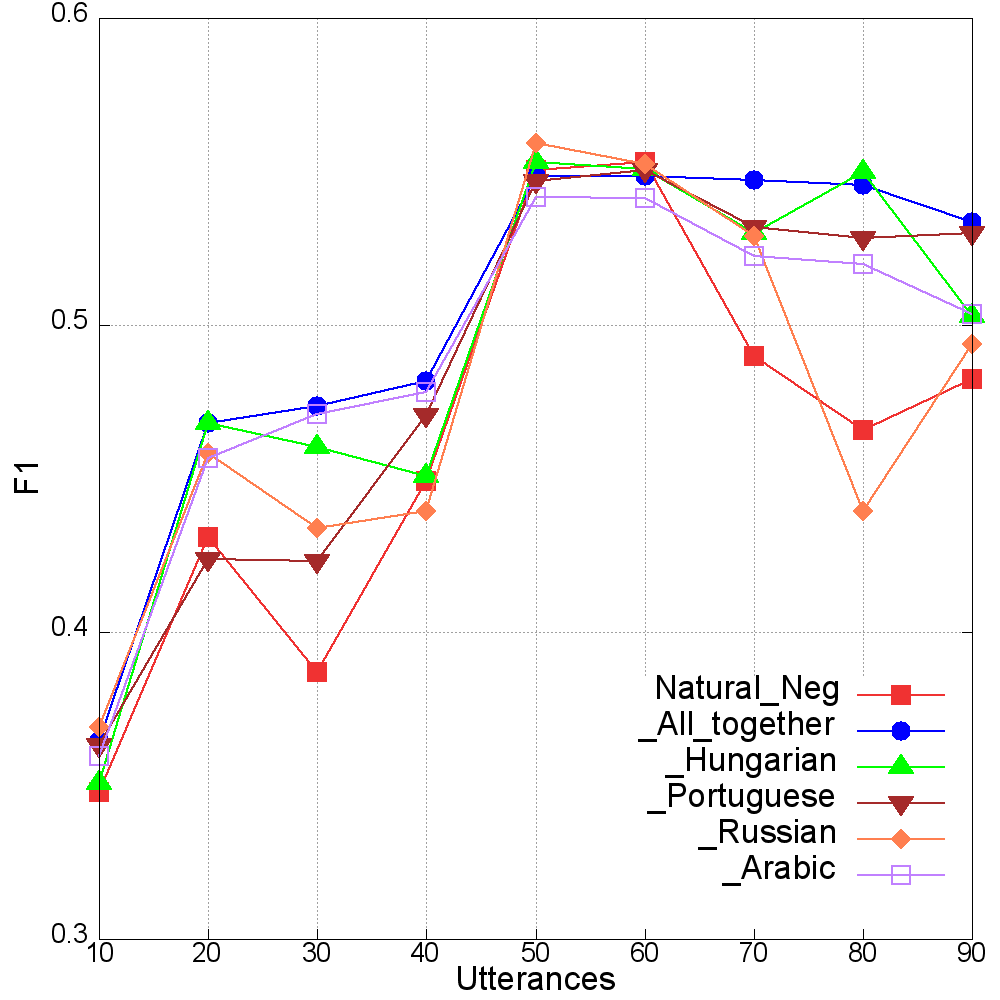 0.6
0.5
0.4
0.3
F1
10 20 30 40 50 60 70 80 90
Utterances
Natural_Neg
_All_together
_Hungarian
_Portuguese
_Russian
_Arabic